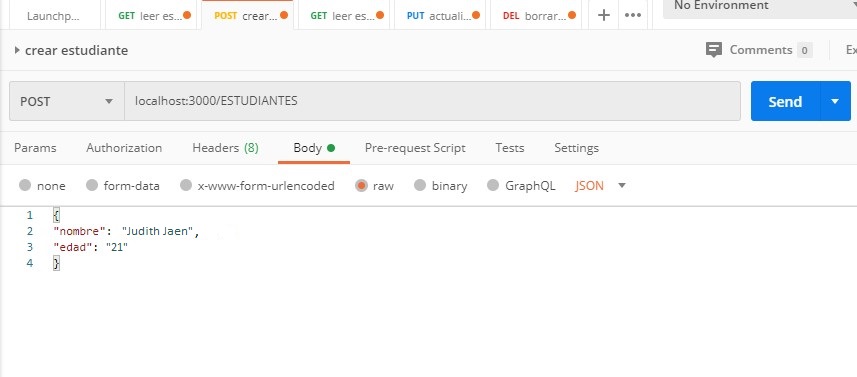 Launchp...
GET leer es...
POST crear...
GET leer es...
PUT actuali...
DEL borrar...
+
•••
No Environment
crear estudiante
Comments 0
Ex
POST
localhost:3000/ESTUDIANTES
Send
Params Authorization Headers (8) Body Pre-request Script Tests Settings
none form-data x-www-form-urlencoded raw binary GraphQL JSON
1 {
2 "nombre": "Judith Jaen",
3 "edad": "21"
4 }